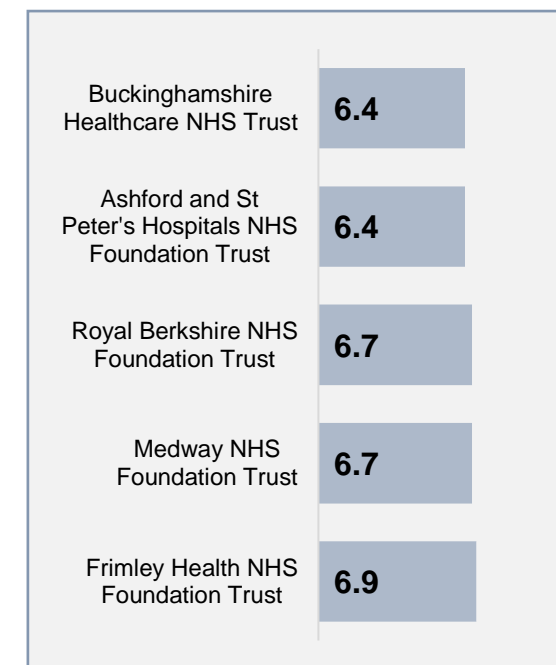 Buckinghamshire
Healthcare NHS Trust
6.4
Ashford and St
Peter's Hospitals NHS
Foundation Trust
6.4
Royal Berkshire NHS
Foundation Trust
6.7
Medway NHS
Foundation Trust
6.7
Frimley Health NHS
Foundation Trust
6.9